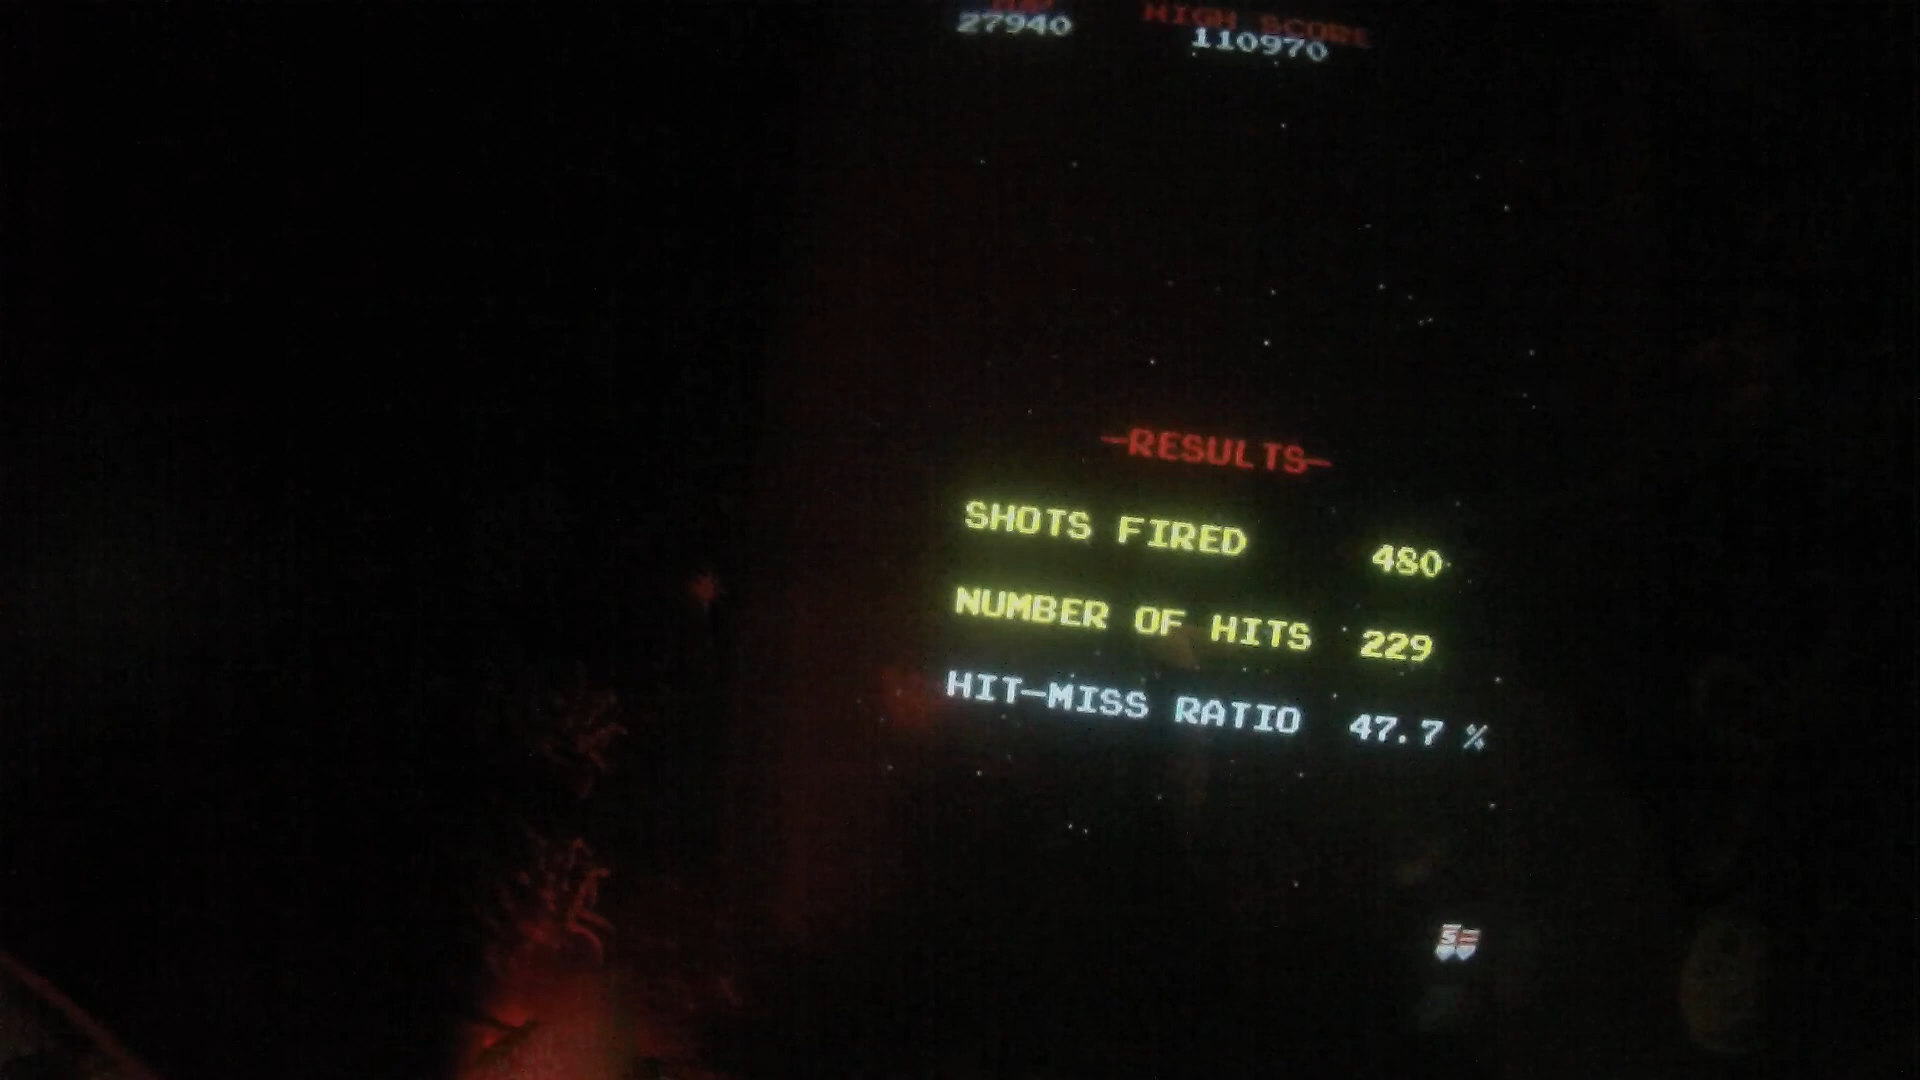 27940
HIGH SCORE
110970
-RESULTS-
SHOTS FIRED 480
NUMBER OF HITS 229
HIT-MISS RATIO 47.7 %